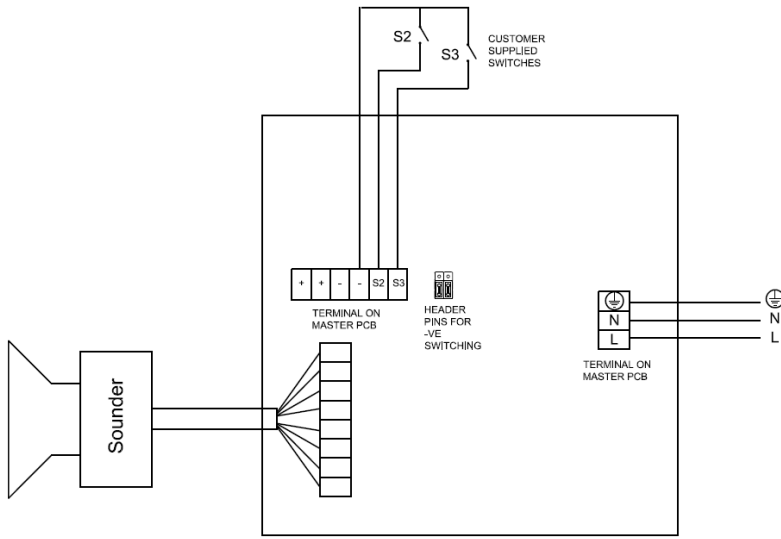 S2
S3
CUSTOMER
SUPPLIED
SWITCHES
+ + - - S2 S3
TERMINAL ON
MASTER PCB
HEADER
PINS FOR
-VE
SWITCHING
N
L
TERMINAL ON
MASTER PCB
N
L
Sounder